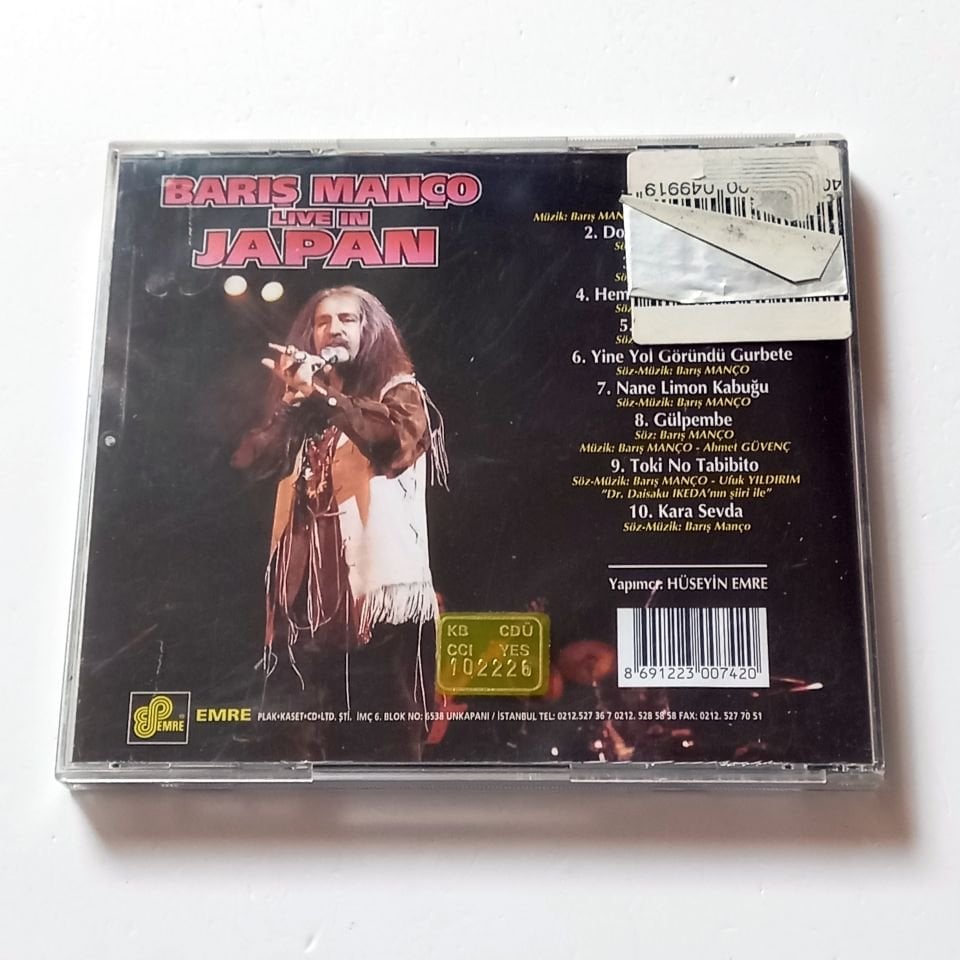 BARIŞ MANÇO
LIVE IN
JAPAN
049919
Müzik: Barış
2.
4.
5.
6. Yine Yol Göründü Gurbete
Söz-Müzik: Barış MANÇO
7. Nane Limon Kabuğu
Söz-Müzik: Barış MANÇO
8. Gülpembe
Söz: Barış MANÇO
Müzik: Barış MANÇO - Ahmet GÜVENÇ
9. Toki No Tabibito
Söz-Müzik: Barış MANÇO - Ufuk YILDIRIM
"Dr. Daisaku IKEDA'nın şiiri ile"
10. Kara Sevda
Söz-Müzik: Barış Manço
Yapımcı: HÜSEYİN EMRE
8 691223 007420
KB CDÜ
CCI YES
102226
EMRE
EMRE PLAK•KASET•CD•LTD. ŞTİ. İMÇ 6. BLOK NO: 6538 UNKAPANI / İSTANBUL TEL: 0212.527 36 7 0212. 528 58 58 FAX: 0212. 527 70 51